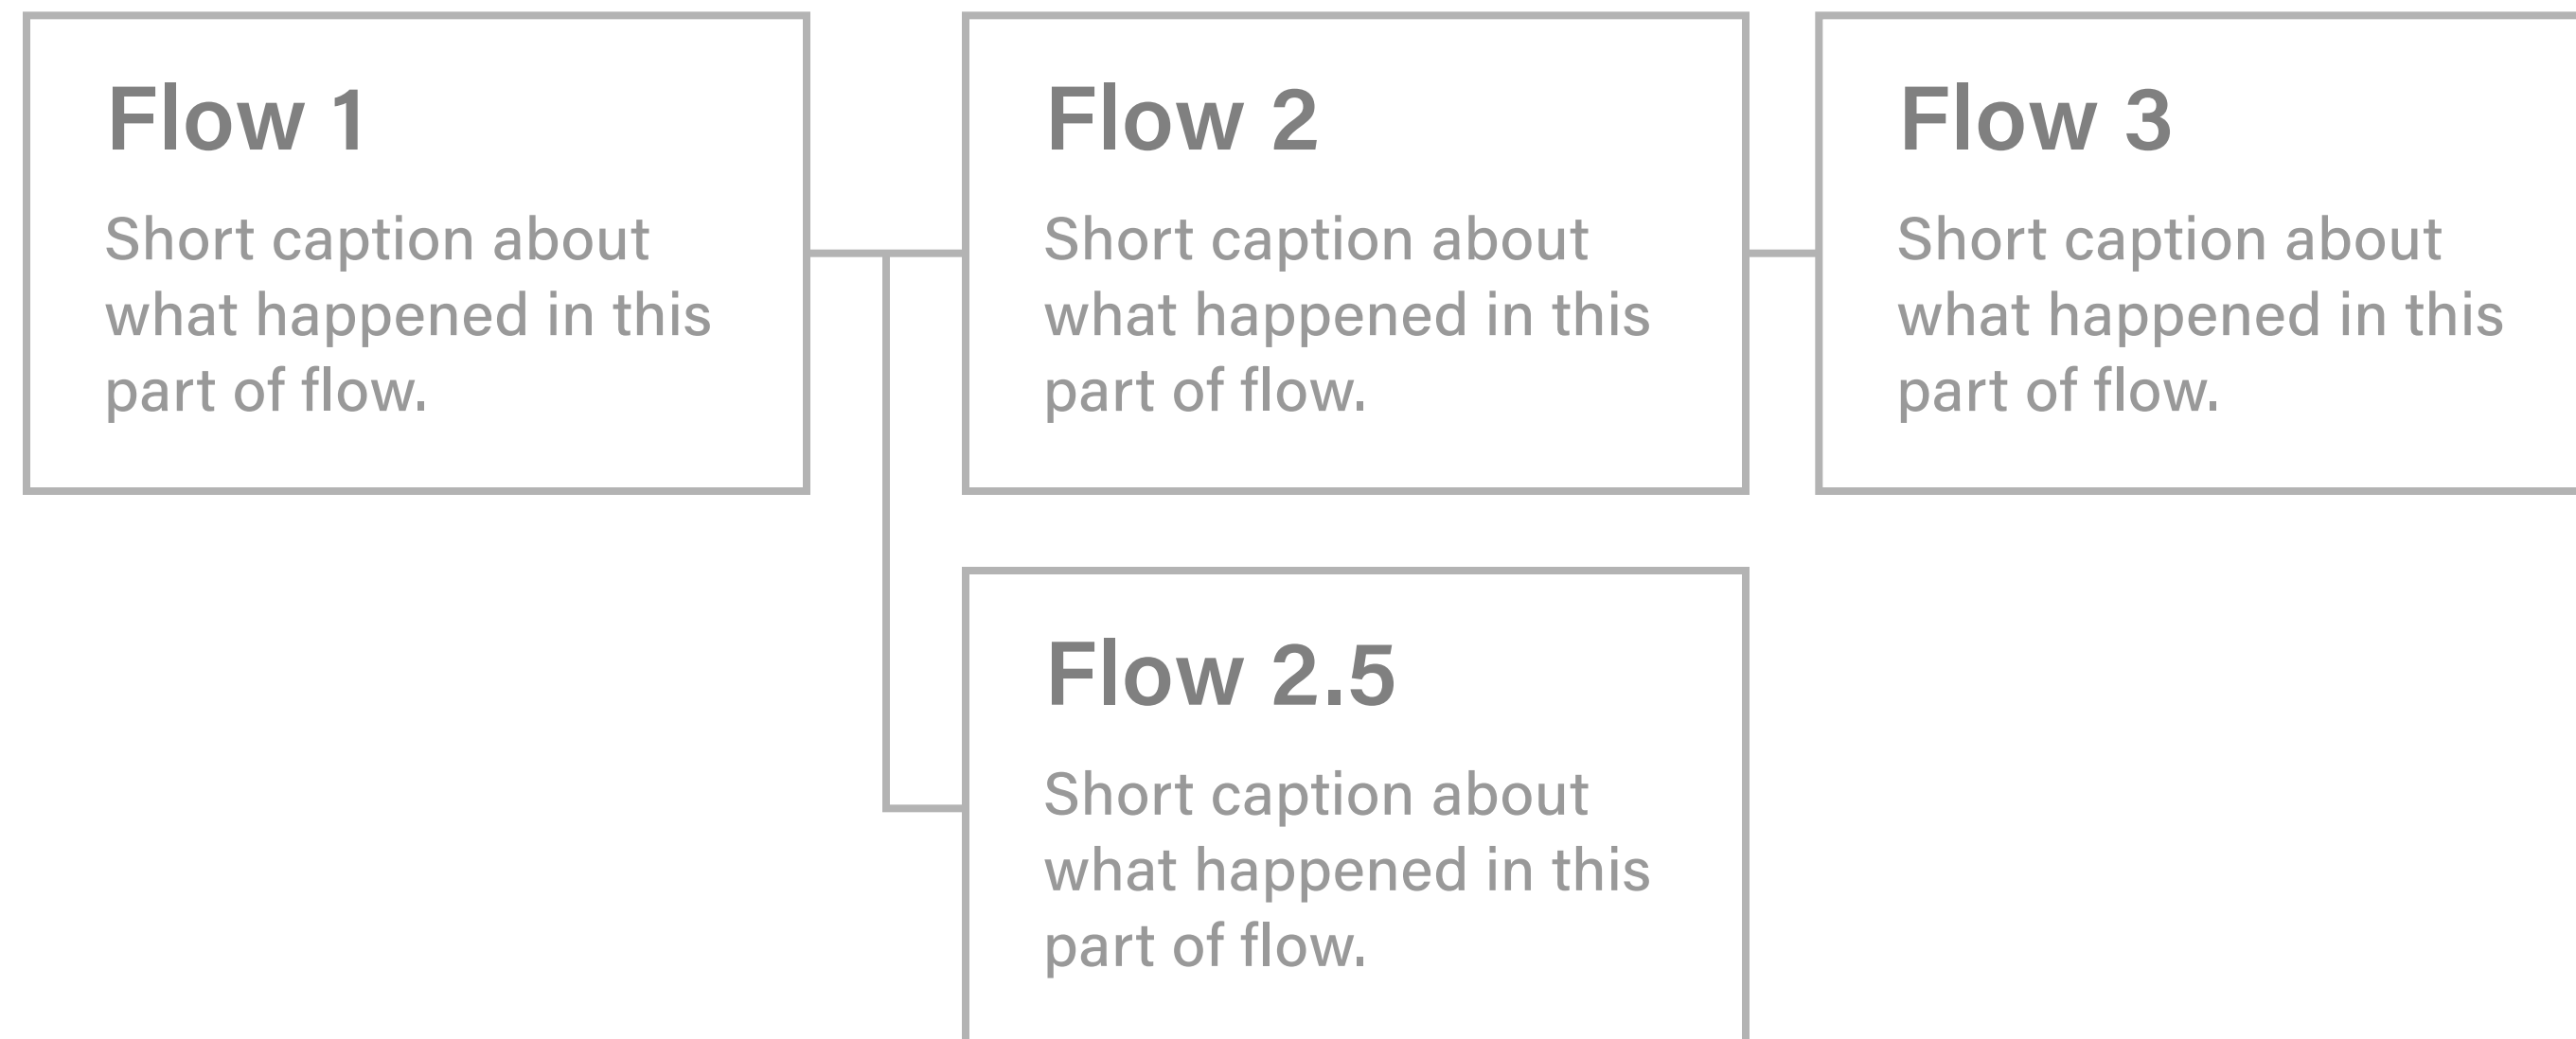 Flow 1
Short caption about
what happened in this
part of flow.
Flow 2
Short caption about
what happened in this
part of flow.
Flow 3
Short caption about
what happened in this
part of flow.
Flow 2.5
Short caption about
what happened in this
part of flow.